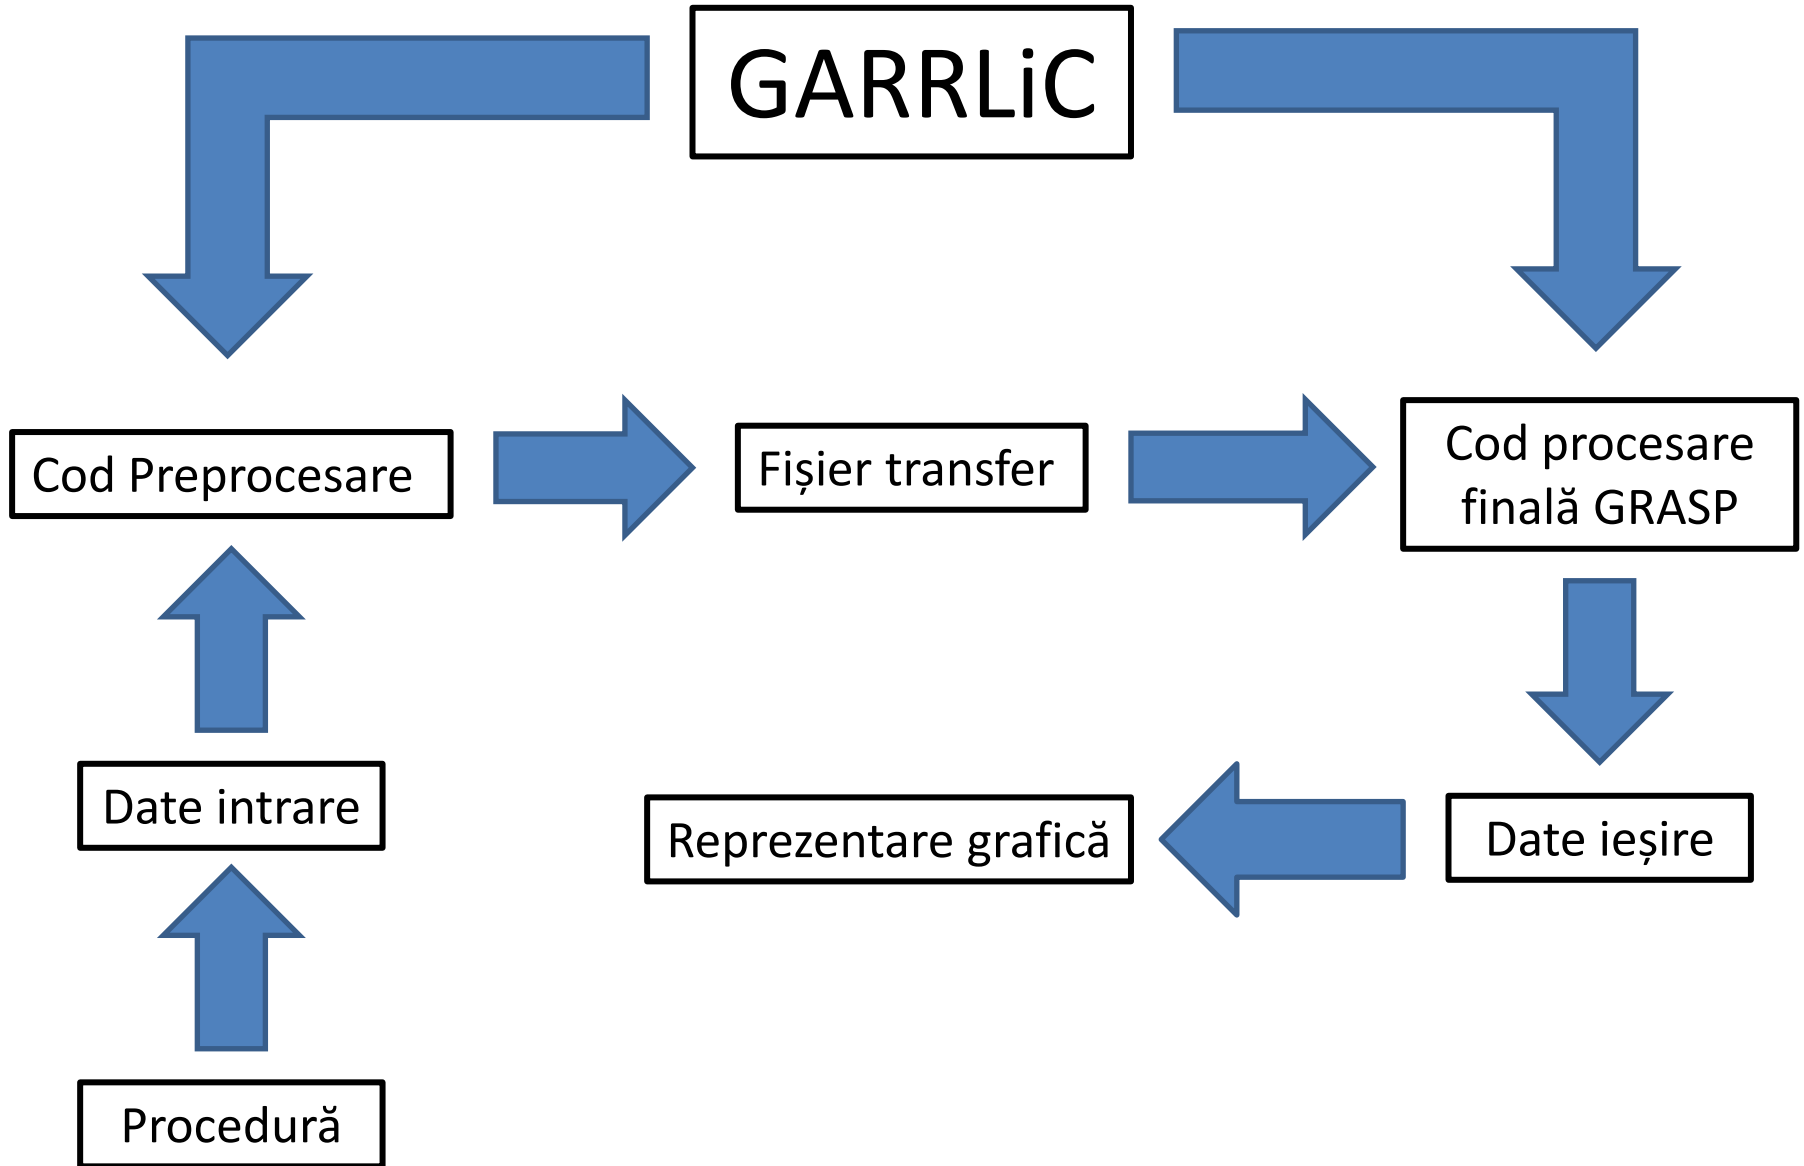 GARRLiC
Cod Preprocesare
Fișier transfer
Cod procesare
finală GRASP
Date intrare
Reprezentare grafică
Date ieșire
Procedură